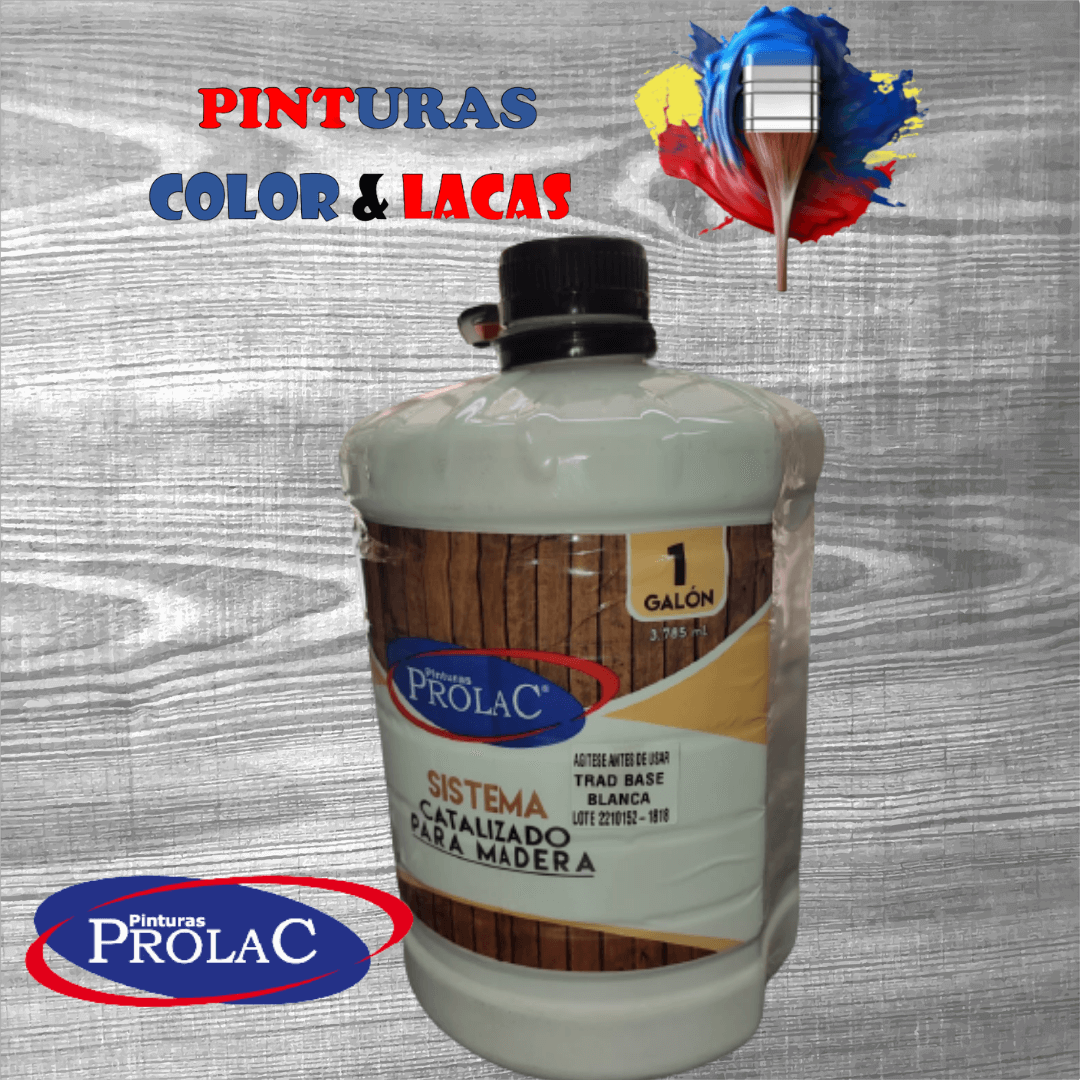 PINTURAS
COLOR & LACAS
1
GALÓN
3.785 ml
Pinturas
PROLAC®
AGITESE ANTES DE USAR
TRAD BASE
BLANCA
LOTE 2210152-1818
SISTEMA
CATALIZADO
PARA MADERA
Pinturas
PROLAC